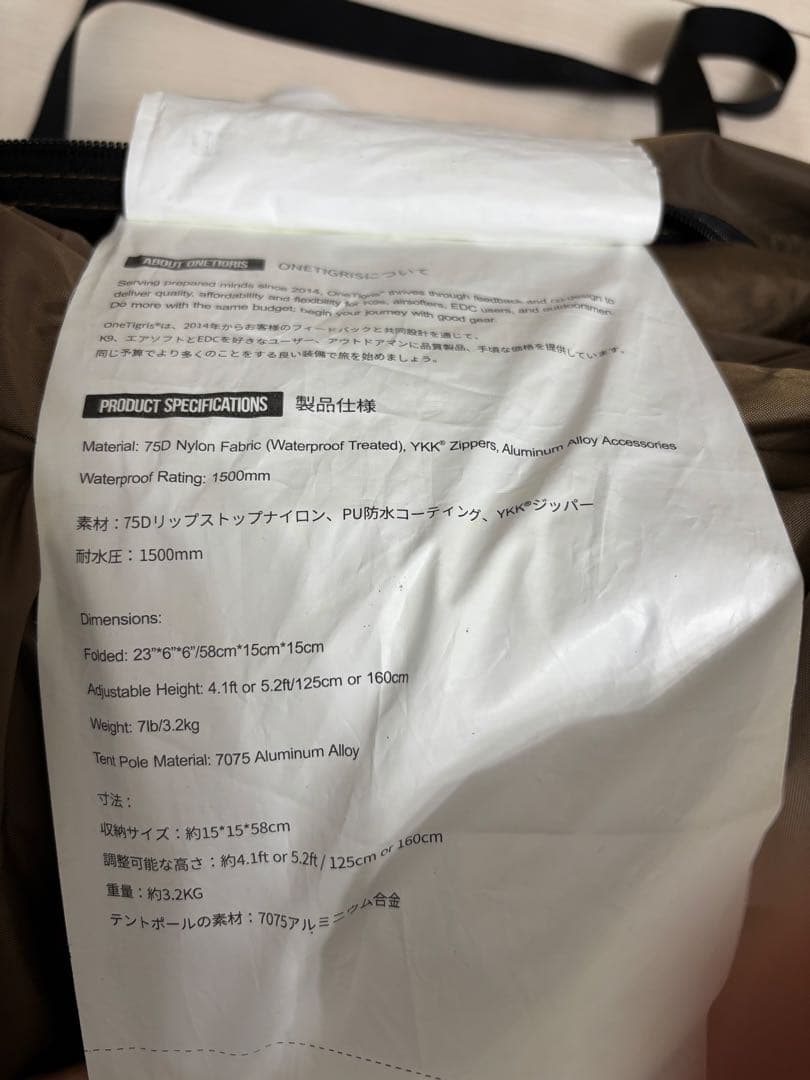 ABOUT ONETIGRIS ONETIGRISについて
Serving prepared minds since 2014, OneTigris® thrives through feedback and co-design to
deliver quality, affordability and flexibility for K9s, airsofters, EDC users, and outdoorsmen.
Do more with the same budget; begin your journey with good gear.
OneTigris®は、2014年からお客様のフィードバックと共同設計を通じて、
K9、エアソフトとEDCを好きなユーザー、アウトドアマンに品質製品、手頃な価格を提供しています。
同じ予算でより多くのことをする良い装備で旅を始めましょう。
PRODUCT SPECIFICATIONS 製品仕様
Material: 75D Nylon Fabric (Waterproof Treated), YKK® Zippers, Aluminum Alloy Accessories
Waterproof Rating: 1500mm
素材：75Dリップストップナイロン、PU防水コーティング、YKK®ジッパー
耐水圧：1500mm
Dimensions:
Folded: 23"*6"*6"/58cm*15cm*15cm
Adjustable Height: 4.1ft or 5.2ft/125cm or 160cm
Weight: 7lb/3.2kg
Tent Pole Material: 7075 Aluminum Alloy
寸法：
収納サイズ：約15*15*58cm
調整可能な高さ：約4.1ft or 5.2ft / 125cm or 160cm
重量：約3.2KG
テントポールの素材：7075アルミニウム合金